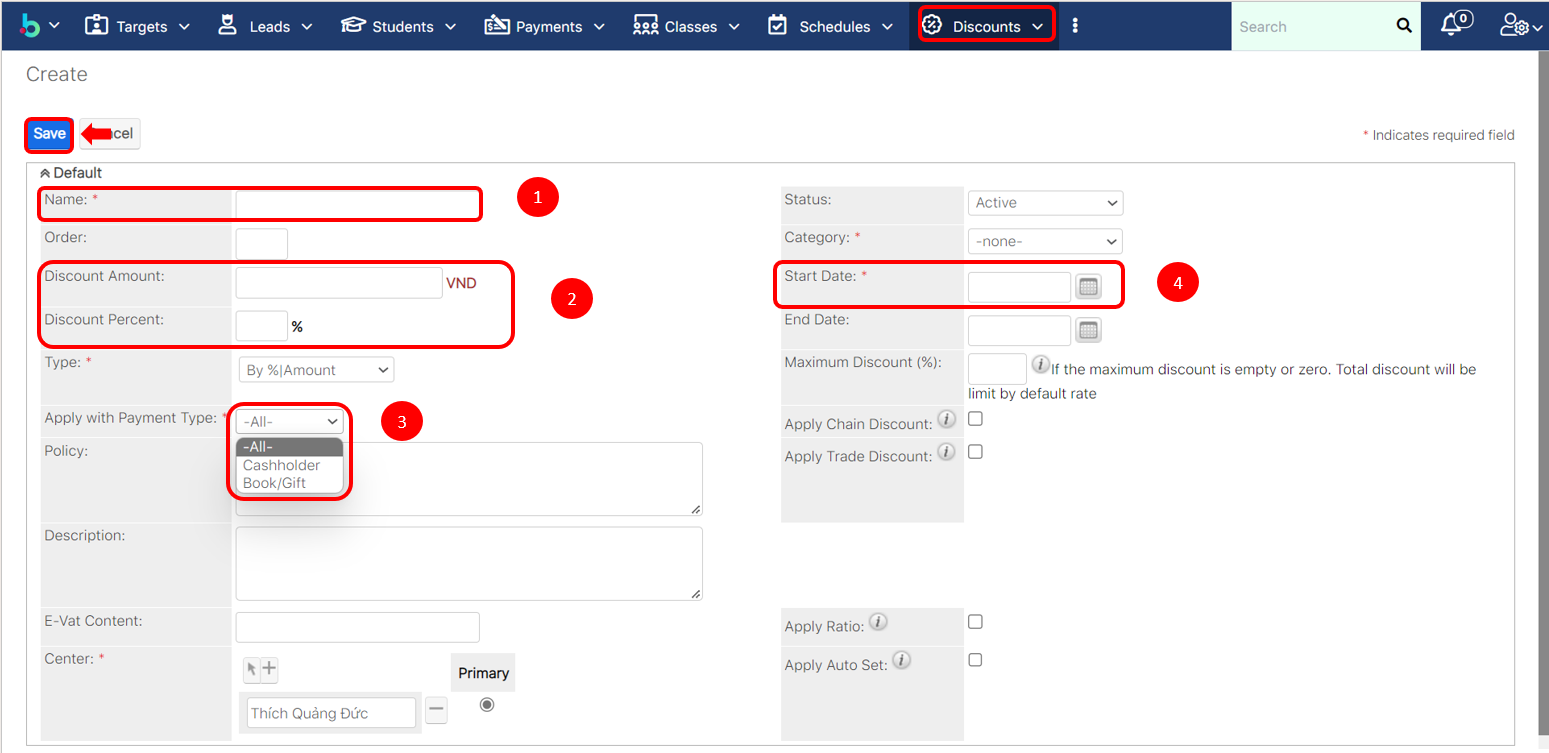 Targets Leads Students Payments Classes Schedules Discounts Search 0
Create
Save cel
* Indicates required field
Default
Name: * 1 Status: Active
Order: Category: * -none-
Discount Amount: VND 2 Start Date: * 4
Discount Percent: % End Date:
Type: * By %|Amount Maximum Discount (%): i If the maximum discount is empty or zero. Total discount will be
limit by default rate
Apply with Payment Type: * -All- 3 Apply Chain Discount: i
-All-
Cashholder
Book/Gift
Policy: Apply Trade Discount: i
Description:
E-Vat Content: Apply Ratio: i
Center: * Primary Apply Auto Set: i
Thích Quảng Đức